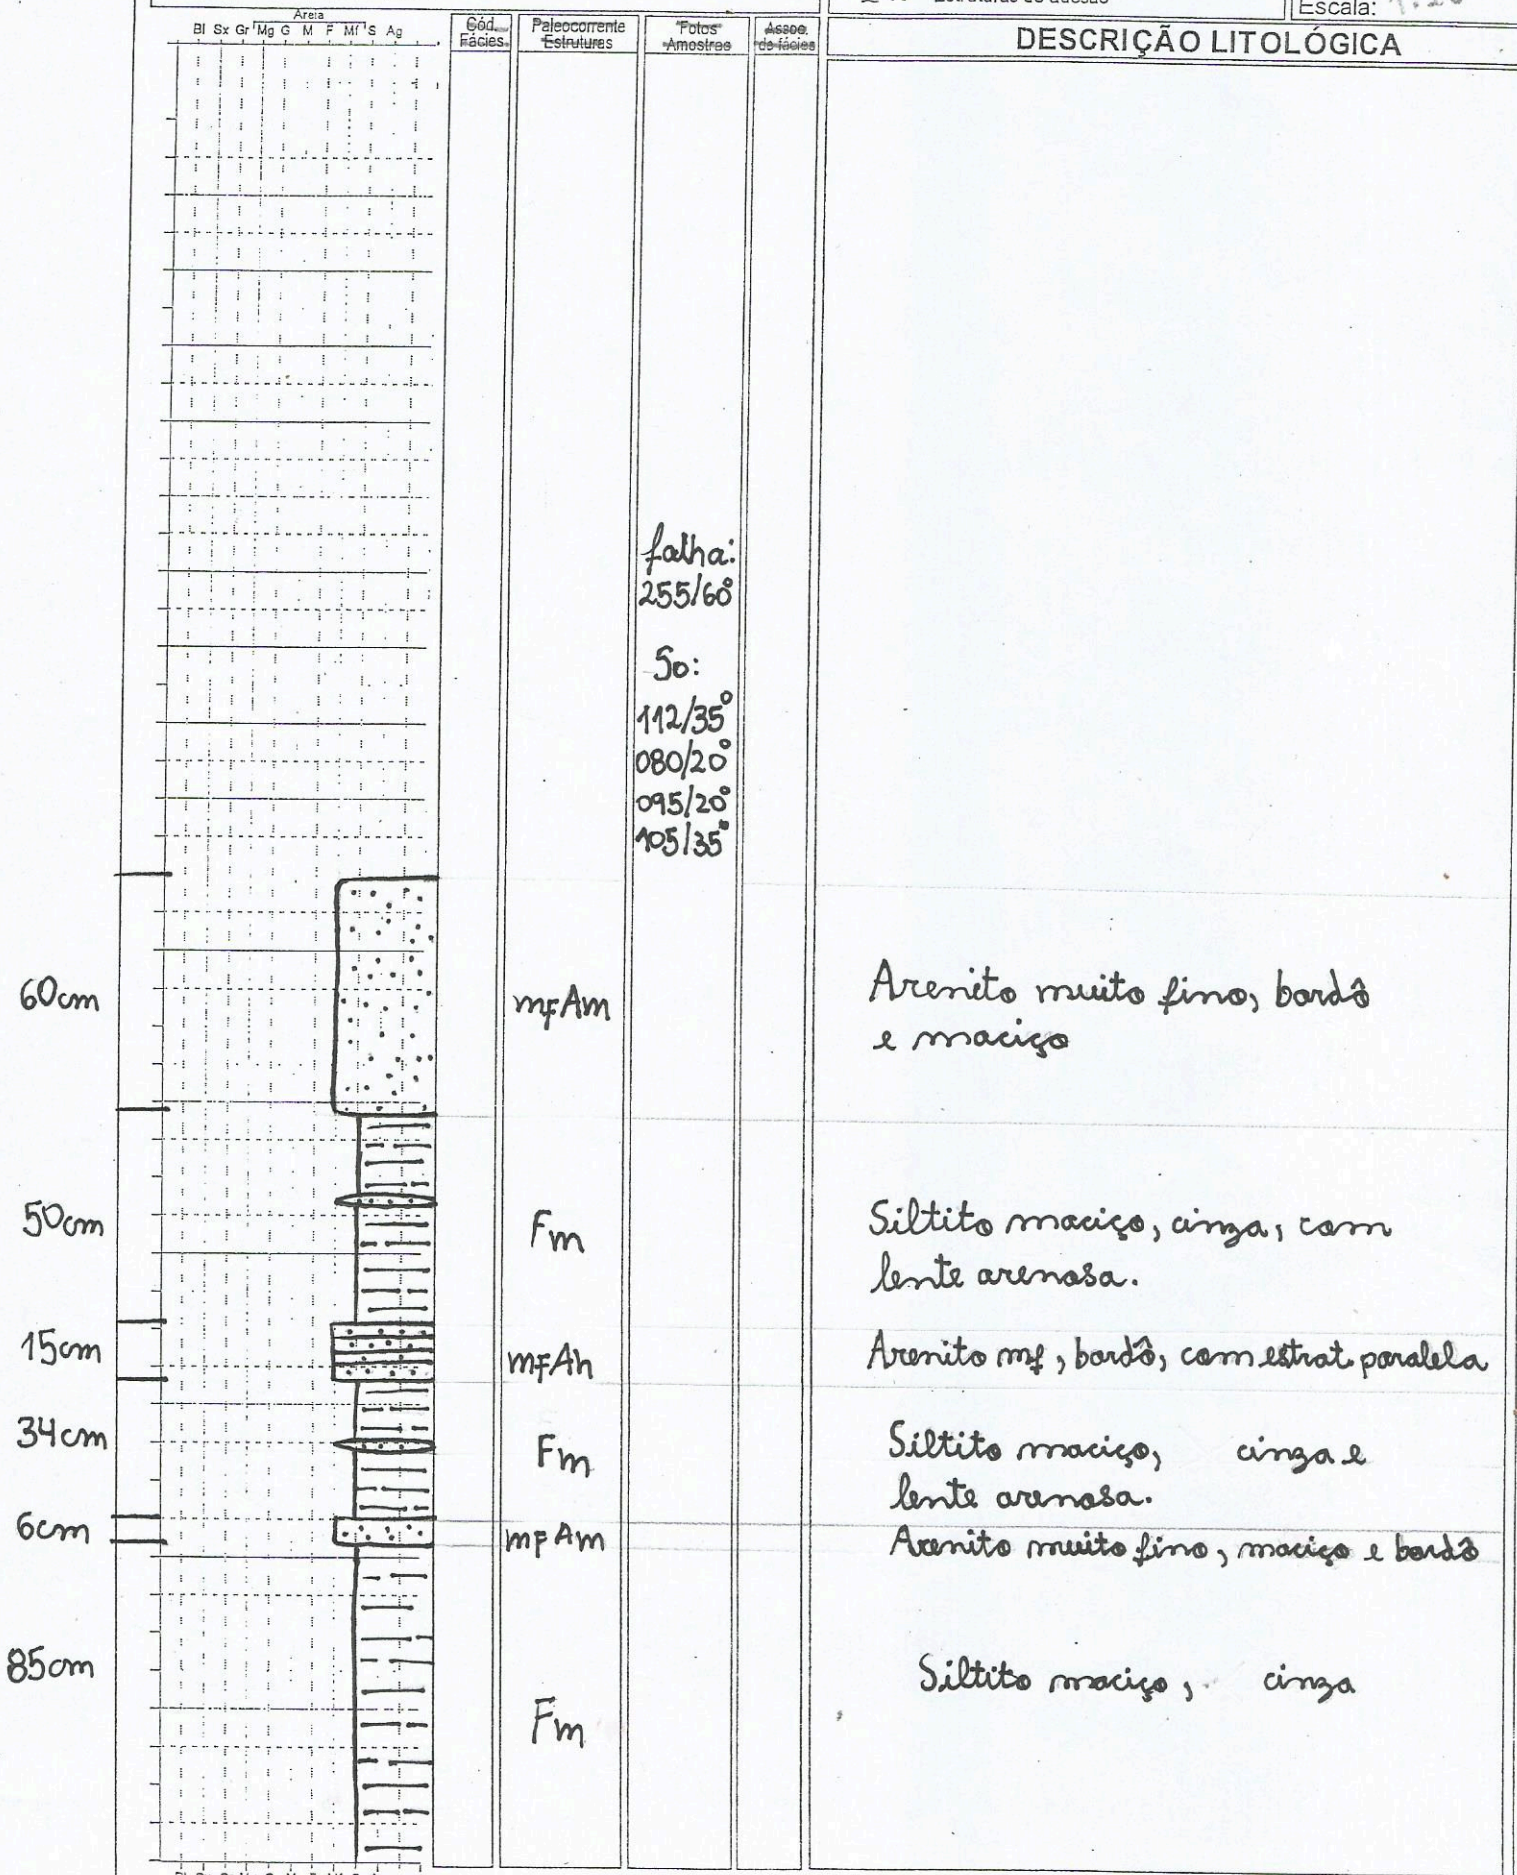 Escala:
Areia
Bl Sx Gr Mg G M F Mf S Ag
Cód. Fácies
Paleocorrente Estruturas
Fotos Amostras
Assoc. de fácies
DESCRIÇÃO LITOLÓGICA
falha:
255/60°
So:
112/35°
080/20°
095/20°
105/35°
60cm
mfAm
Arenito muito fino, bordô
e maciço
50cm
Fm
Siltito maciço, cinza, com
lente arenosa.
15cm
mfAh
Arenito mf, bordô, com estrat. paralela
34cm
Fm
Siltito maciço, cinza e
lente arenosa.
6cm
mfAm
Arenito muito fino, maciço e bordô
85cm
Fm
Siltito maciço, cinza